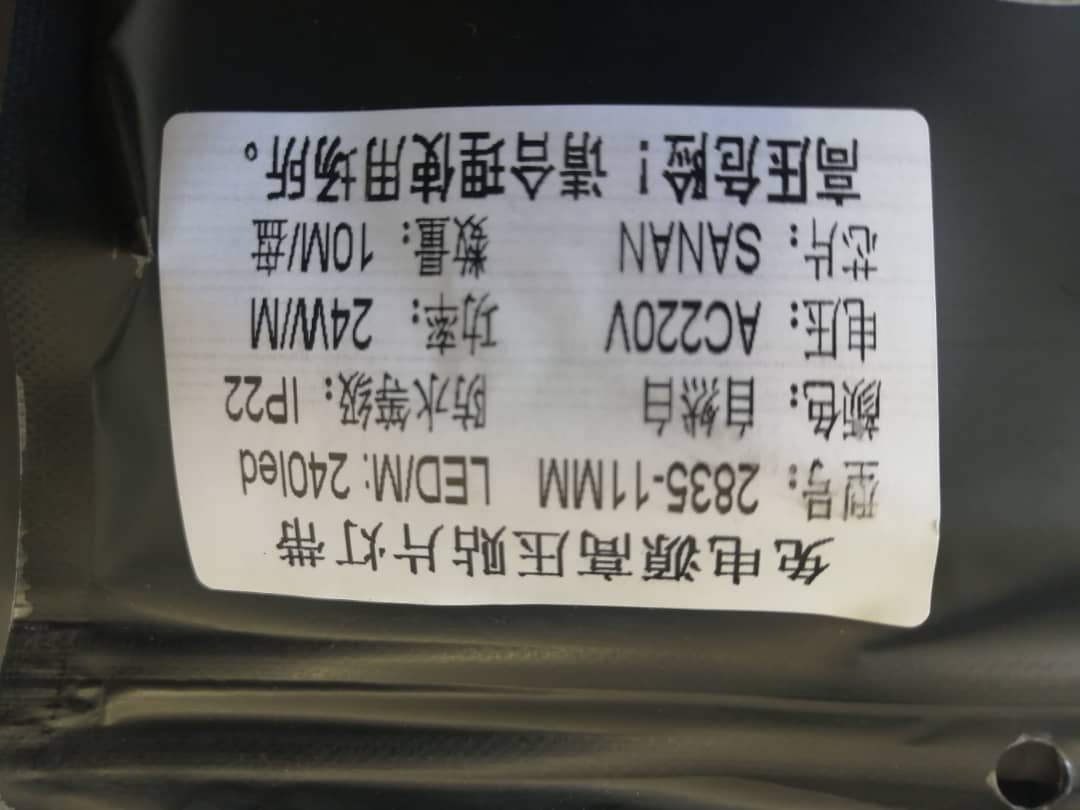 免电源高压贴片灯带
型号: 2835-11MM LED/M: 240led
颜色: 自然白 防水等级: IP22
电压: AC220V 功率: 24W/M
芯片: SANAN 数量: 10M/盘
高压危险！请合理使用场所。